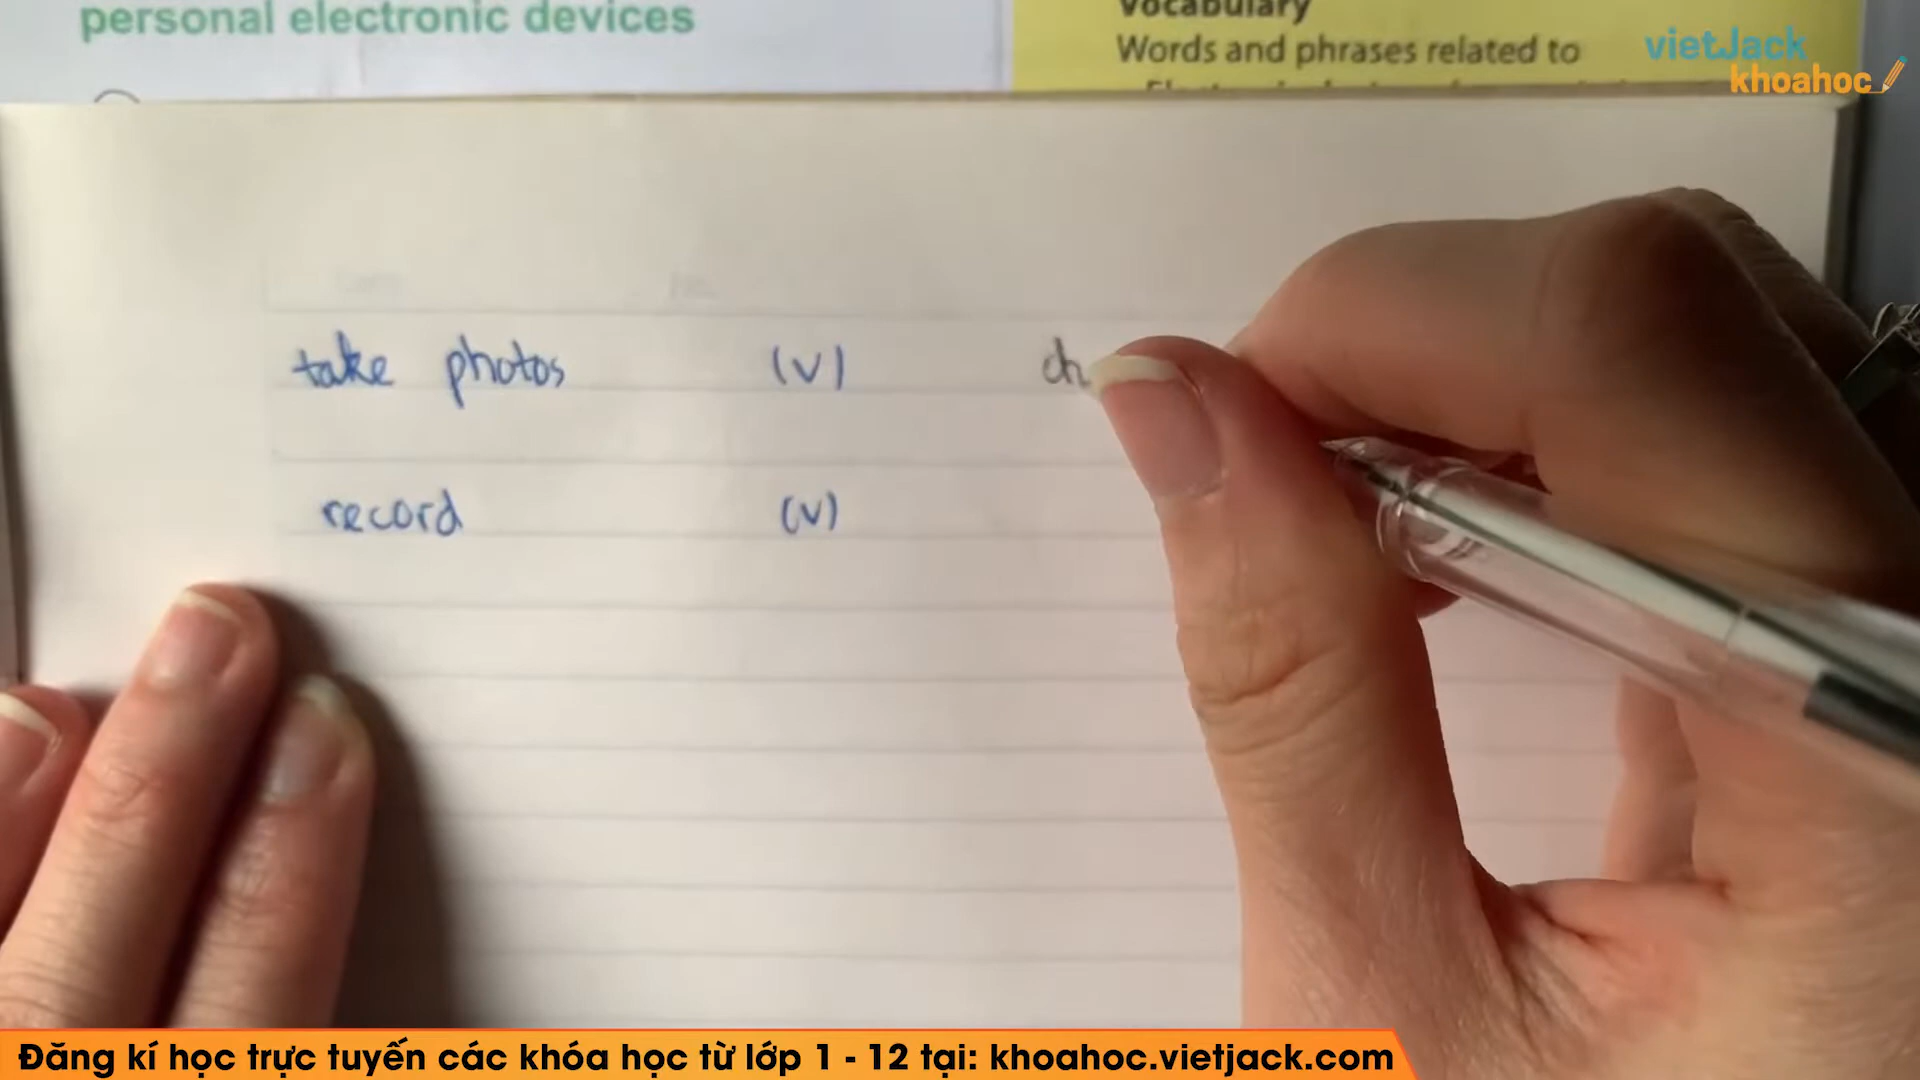 personal electronic devices
Vocabulary
Words and phrases related to
vietJack
khoahoc
take photos (v)
record (v)
Đăng kí học trực tuyến các khóa học từ lớp 1 - 12 tại: khoahoc.vietjack.com